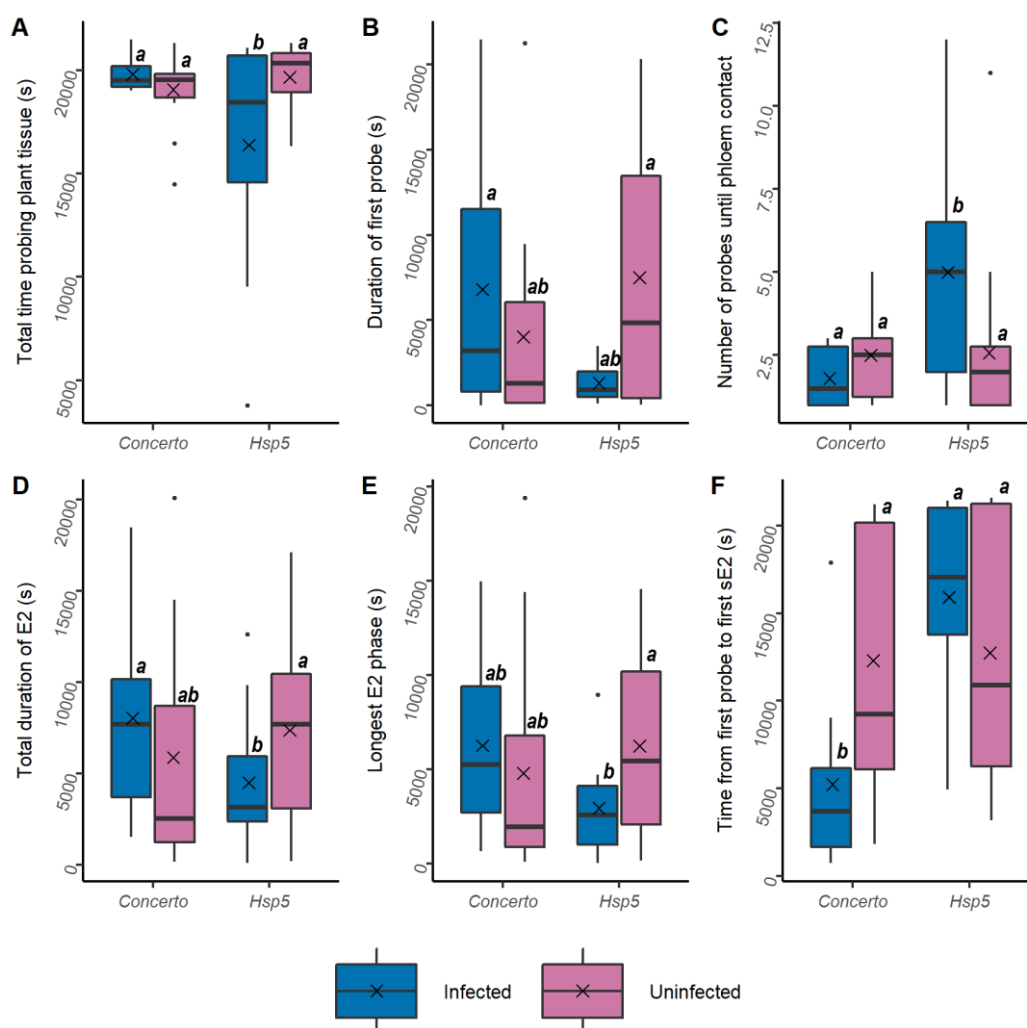 A
Total time probing plant tissue (s)
20000
15000
10000
5000
a
a
b
a
Concerto
Hsp5
B
Duration of first probe (s)
20000
15000
10000
5000
0
a
ab
ab
a
Concerto
Hsp5
C
Number of probes until phloem contact
12.5
10.0
7.5
5.0
2.5
a
a
b
a
Concerto
Hsp5
D
Total duration of E2 (s)
20000
15000
10000
5000
0
a
ab
b
a
Concerto
Hsp5
E
Longest E2 phase (s)
20000
15000
10000
5000
0
ab
ab
b
a
Concerto
Hsp5
F
Time from first probe to first sE2 (s)
20000
15000
10000
5000
0
b
a
a
a
Concerto
Hsp5
Infected
Uninfected